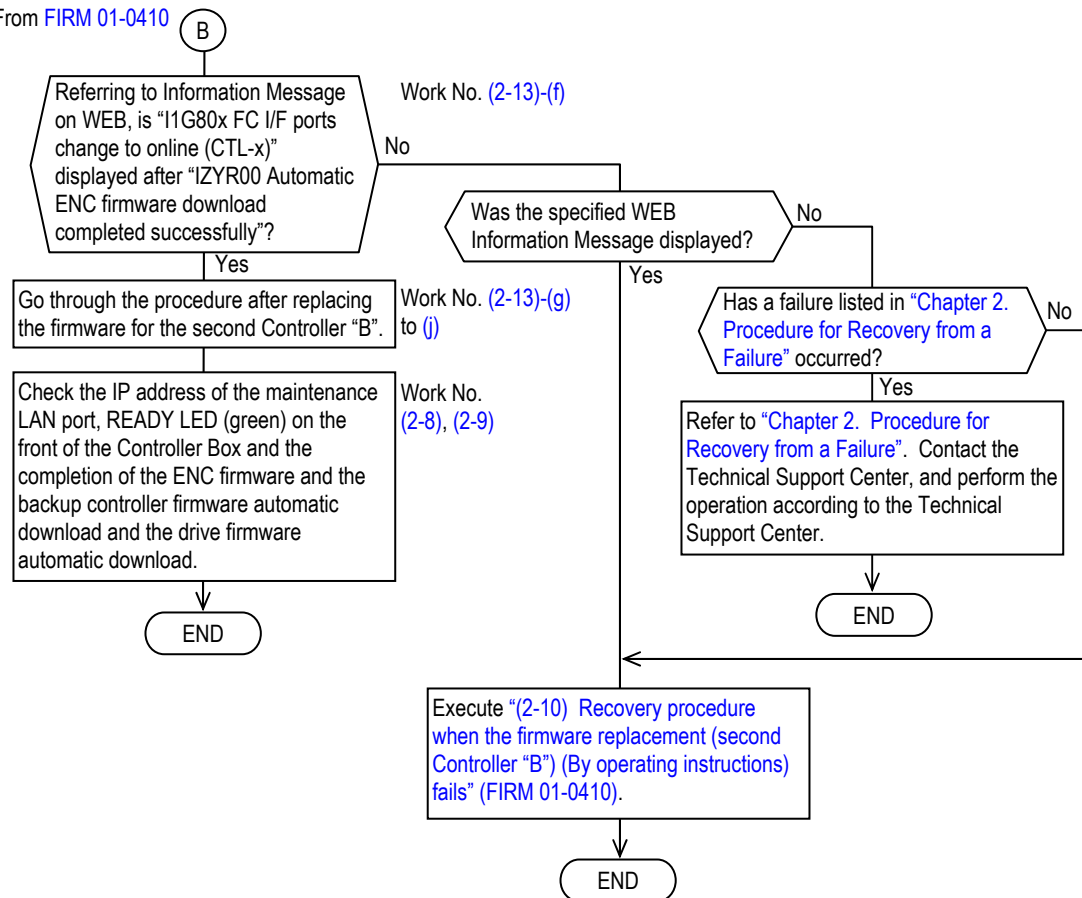 From FIRM 01-0410
B
Referring to Information Message
on WEB, is “I1G80x FC I/F ports
change to online (CTL-x)”
displayed after “IZYR00 Automatic
ENC firmware download
completed successfully”?
Work No. (2-13)-(f)
No
Yes
Was the specified WEB
Information Message displayed?
No
Yes
Go through the procedure after replacing
the firmware for the second Controller “B”.
Work No. (2-13)-(g)
to (j)
Has a failure listed in “Chapter 2.
Procedure for Recovery from a
Failure” occurred?
No
Yes
Check the IP address of the maintenance
LAN port, READY LED (green) on the
front of the Controller Box and the
completion of the ENC firmware and the
backup controller firmware automatic
download and the drive firmware
automatic download.
Work No.
(2-8), (2-9)
Refer to “Chapter 2.  Procedure for
Recovery from a Failure”.  Contact the
Technical Support Center, and perform the
operation according to the Technical
Support Center.
END
END
Execute “(2-10)  Recovery procedure
when the firmware replacement (second
Controller “B”) (By operating instructions)
fails” (FIRM 01-0410).
END